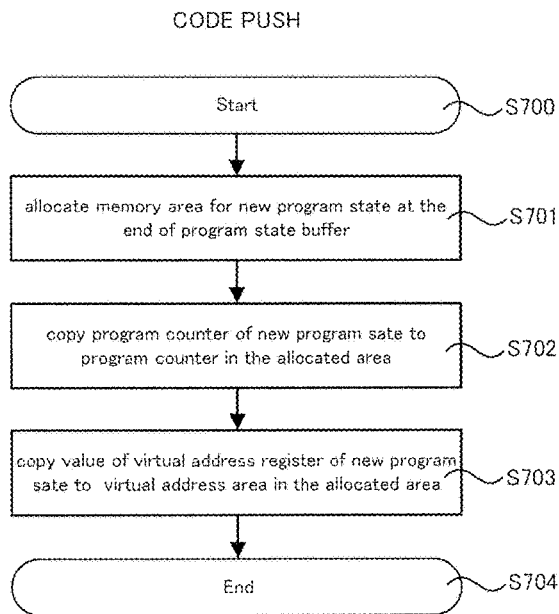 CODE PUSH
Start
S700
allocate memory area for new program state at the
end of program state buffer
S701
copy program counter of new program sate to
program counter in the allocated area
S702
copy value of virtual address register of new program
sate to virtual address area in the allocated area
S703
End
S704